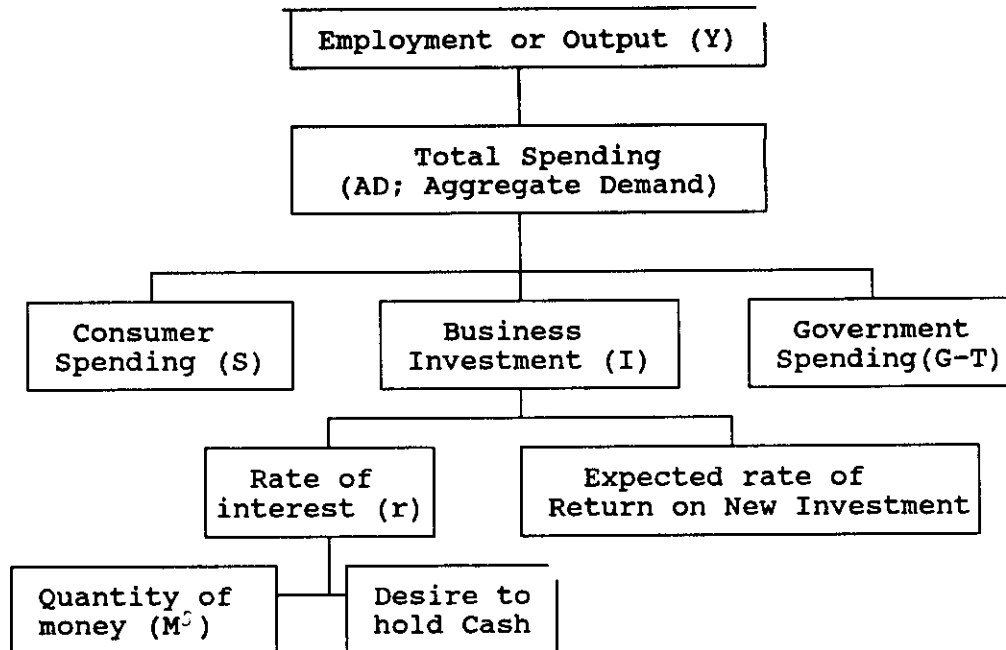 Employment or Output (Y)
Total Spending
(AD; Aggregate Demand)
Consumer
Spending (S)
Business
Investment (I)
Government
Spending(G-T)
Rate of
interest (r)
Expected rate of
Return on New Investment
Quantity of
money (Mˢ)
Desire to
hold Cash